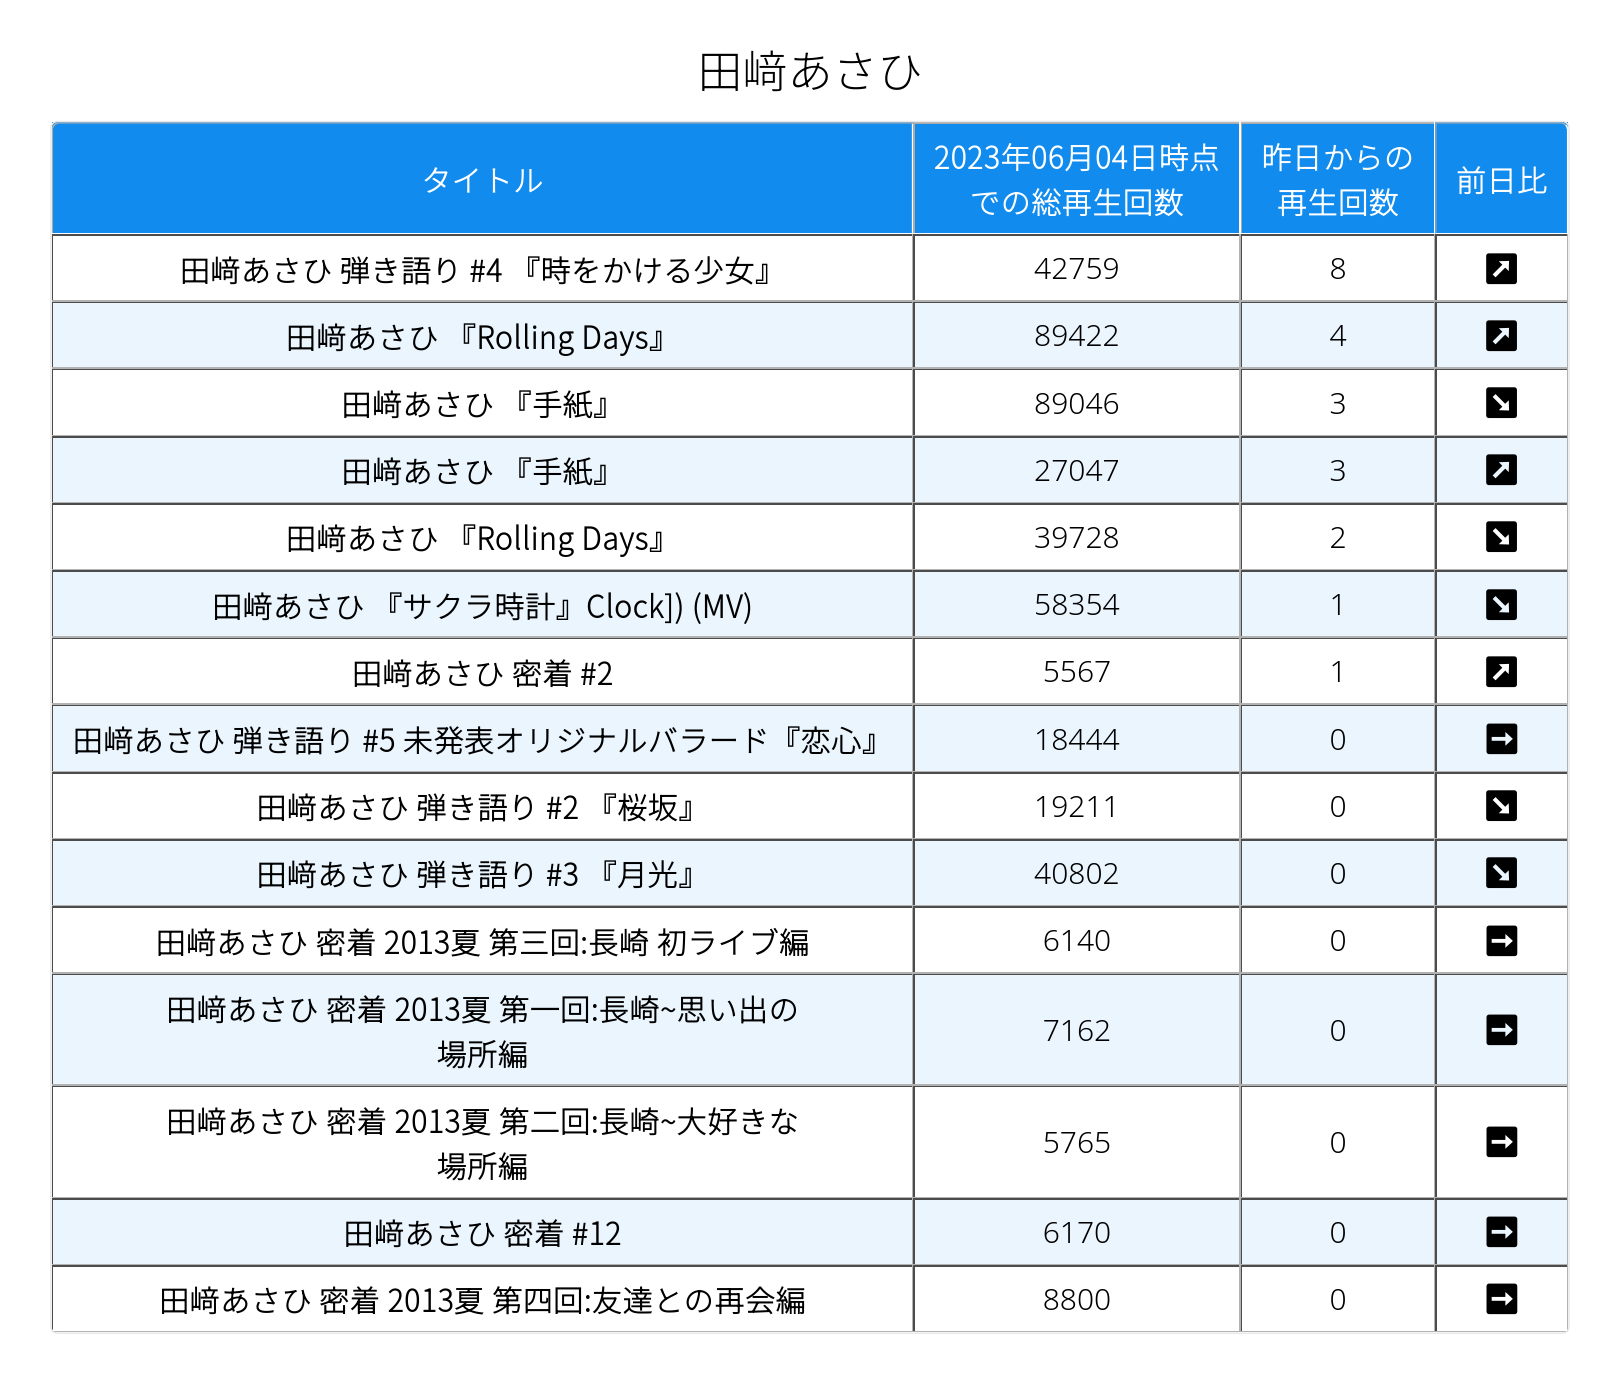 田﨑あさひ
タイトル
2023年06月04日時点
での総再生回数
昨日からの
再生回数
前日比
田﨑あさひ 弾き語り #4 『時をかける少女』 42759 8
田﨑あさひ 『Rolling Days』 89422 4
田﨑あさひ 『手紙』 89046 3
田﨑あさひ 『手紙』 27047 3
田﨑あさひ 『Rolling Days』 39728 2
田﨑あさひ 『サクラ時計』Clock]) (MV) 58354 1
田﨑あさひ 密着 #2 5567 1
田﨑あさひ 弾き語り #5 未発表オリジナルバラード『恋心』 18444 0
田﨑あさひ 弾き語り #2 『桜坂』 19211 0
田﨑あさひ 弾き語り #3 『月光』 40802 0
田﨑あさひ 密着 2013夏 第三回:長崎 初ライブ編 6140 0
田﨑あさひ 密着 2013夏 第一回:長崎~思い出の
場所編 7162 0
田﨑あさひ 密着 2013夏 第二回:長崎~大好きな
場所編 5765 0
田﨑あさひ 密着 #12 6170 0
田﨑あさひ 密着 2013夏 第四回:友達との再会編 8800 0